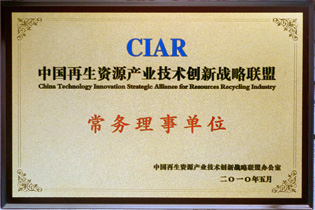 CIAR
中国再生资源产业技术创新战略联盟
China Technology Innovation Strategic Alliance for Resources Recycling Industry
常务理事单位
中国再生资源产业技术创新战略联盟办公室
二〇一〇年五月